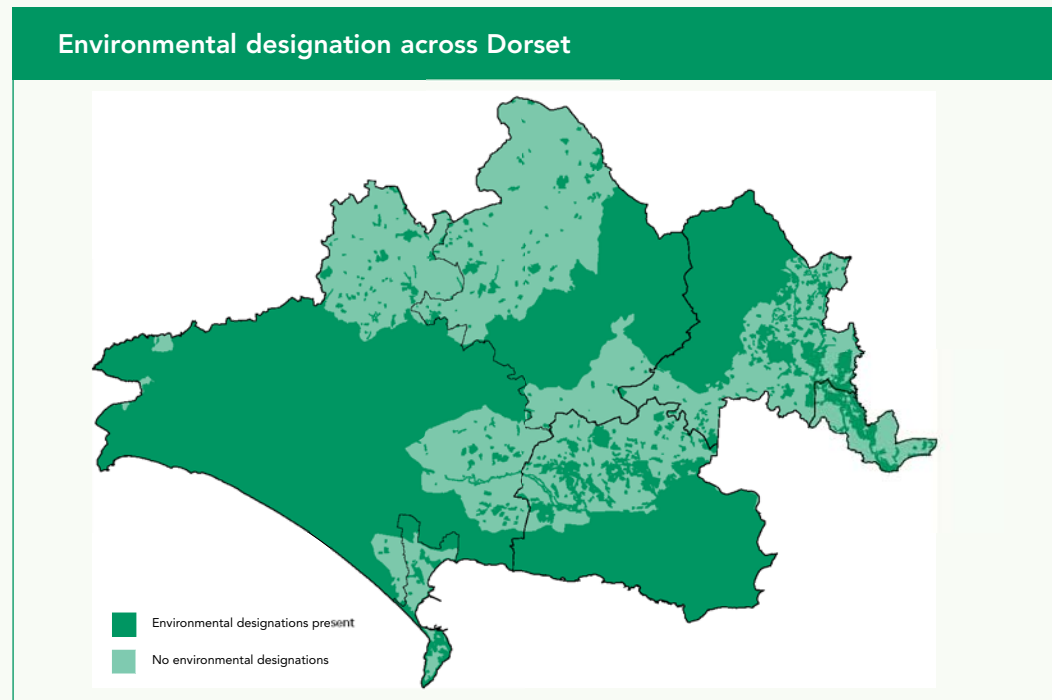 Environmental designation across Dorset
Environmental designations present
No environmental designations